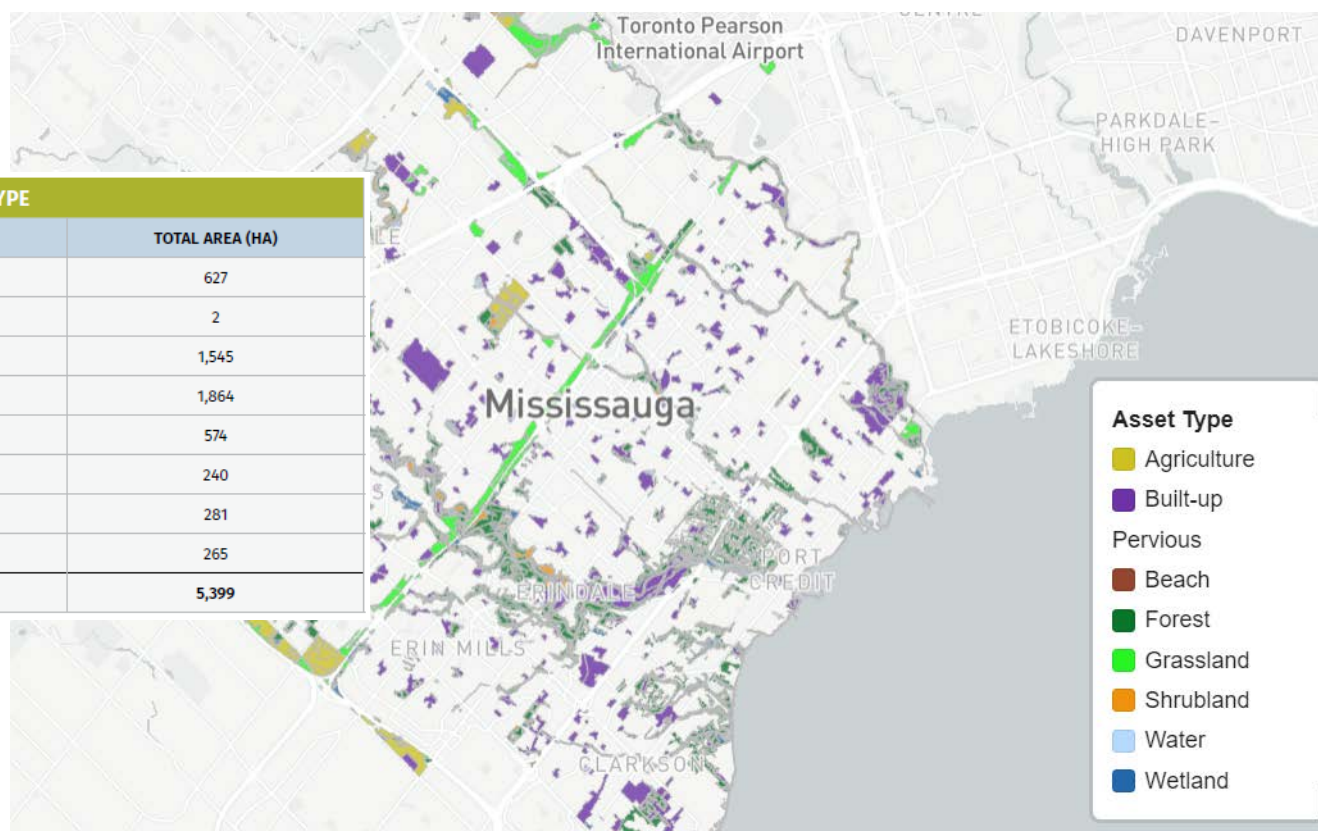 Toronto Pearson
International Airport
DAVENPORT
PARKDALE–
HIGH PARK
YPE
TOTAL AREA (HA)
627
2
1,545
1,864
574
240
281
265
5,399
ETOBICOKE–
LAKESHORE
Mississauga
PORT
CREDIT
ERINDALE
ERIN MILLS
CLARKSON
Asset Type
Agriculture
Built-up
Pervious
Beach
Forest
Grassland
Shrubland
Water
Wetland